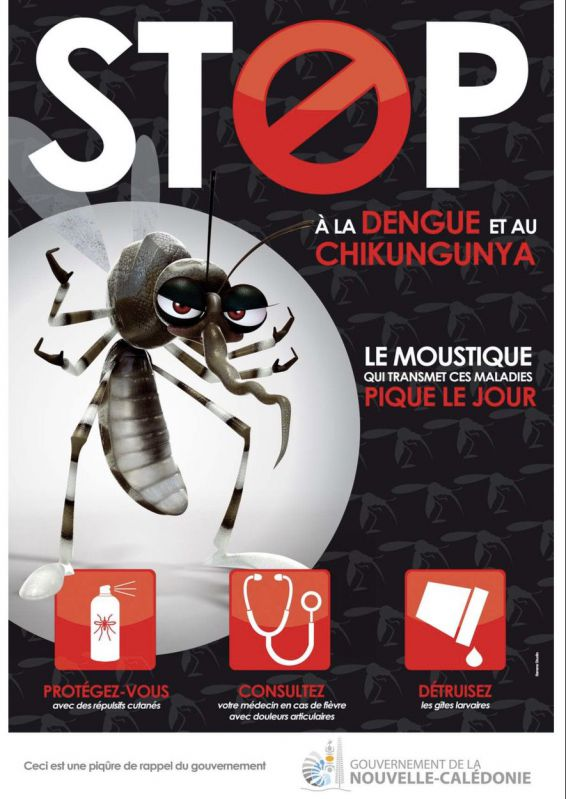 STOP
À LA DENGUE ET AU
CHIKUNGUNYA
LE MOUSTIQUE
QUI TRANSMET CES MALADIES
PIQUE LE JOUR
PROTÉGEZ-VOUS
avec des répulsifs cutanés
CONSULTEZ
votre médecin en cas de fièvre
avec douleurs articulaires
DÉTRUISEZ
les gîtes larvaires
Ceci est une piqûre de rappel du gouvernement
GOUVERNEMENT DE LA
NOUVELLE-CALÉDONIE